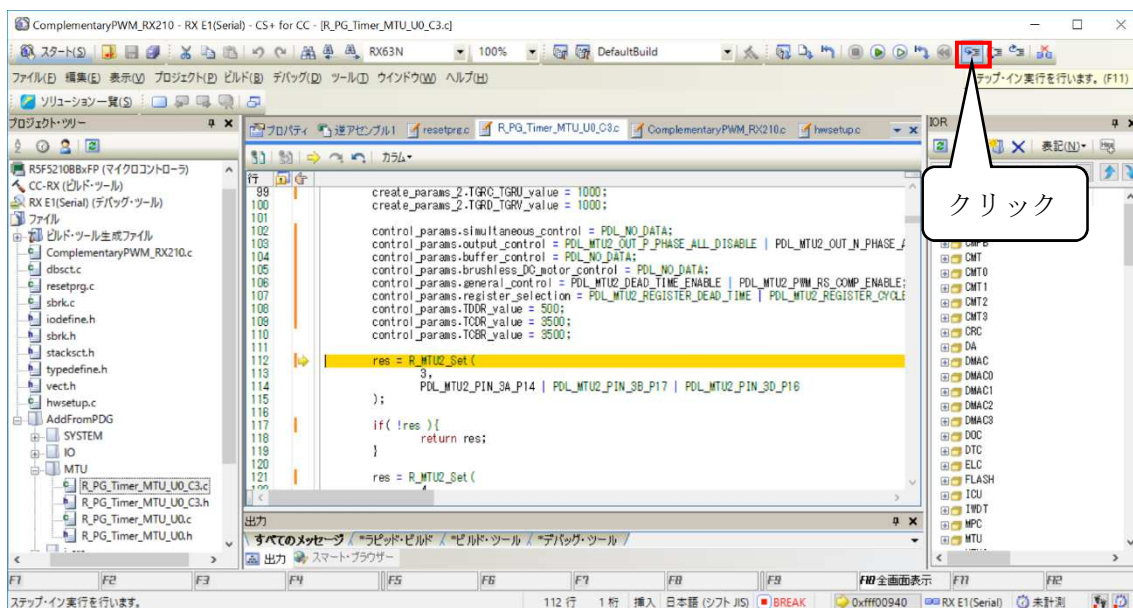 ComplementaryPWM_RX210 - RX E1(Serial) - CS+ for CC - [R_PG_Timer_MTU_U0_C3.c]
スタート(S) RX63N 100% DefaultBuild
ファイル(F) 編集(E) 表示(V) プロジェクト(P) ビルド(B) デバッグ(D) ツール(T) ウインドウ(W) ヘルプ(H)
テップ・イン実行を行います。(F11)
ソリューション一覧(S)
プロジェクト・ツリー
R5F5210BBxFP (マイクロコントローラ)
CC-RX (ビルド・ツール)
RX E1(Serial) (デバッグ・ツール)
ファイル
ビルド・ツール生成ファイル
ComplementaryPWM_RX210.c
dbsct.c
resetprg.c
sbrk.c
iodefine.h
sbrk.h
stacksct.h
typedefine.h
vect.h
hwsetup.c
AddFromPDG
SYSTEM
IO
MTU
R_PG_Timer_MTU_U0_C3.c
R_PG_Timer_MTU_U0_C3.h
R_PG_Timer_MTU_U0.c
R_PG_Timer_MTU_U0.h
プロパティ 逆アセンブル1 resetprg.c R_PG_Timer_MTU_U0_C3.c ComplementaryPWM_RX210.c hwsetup.c
カラム
行
99 create_params_2.TGRC_TGRU_value = 1000;
100 create_params_2.TGRD_TGRV_value = 1000;
101
102 control_params.simultaneous_control = PDL_NO_DATA;
103 control_params.output_control = PDL_MTU2_OUT_P_PHASE_ALL_DISABLE | PDL_MTU2_OUT_N_PHASE_A
104 control_params.buffer_control = PDL_NO_DATA;
105 control_params.brushless_DC_motor_control = PDL_NO_DATA;
106 control_params.general_control = PDL_MTU2_DEAD_TIME_ENABLE | PDL_MTU2_PWM_RS_COMP_ENABLE;
107 control_params.register_selection = PDL_MTU2_REGISTER_DEAD_TIME | PDL_MTU2_REGISTER_CYCLE
108 control_params.TDDR_value = 500;
109 control_params.TCDR_value = 3500;
110 control_params.TCBR_value = 3500;
111
112 res = R_MTU2_Set(
113 3,
114 PDL_MTU2_PIN_3A_P14 | PDL_MTU2_PIN_3B_P17 | PDL_MTU2_PIN_3D_P16
115 );
116
117 if( !res ){
118 return res;
119 }
120
121 res = R_MTU2_Set(
出力
すべてのメッセージ *ラピッド・ビルド *ビルド・ツール *デバッグ・ツール
出力 スマート・ブラウザー
IOR
表記(N)
クリック
CMPB
CMT
CMT0
CMT1
CMT2
CMT3
CRC
DA
DMAC
DMAC0
DMAC1
DMAC2
DMAC3
DOC
DTC
ELC
FLASH
ICU
IWDT
MPC
MTU
F1 F2 F3 F4 F5 F6 F7 F8 F9 F10 全画面表示 F11 F12
ステップ・イン実行を行います。 112 行 1 桁 挿入 日本語 (シフト JIS) BREAK 0xfff00940 RX E1(Serial) 未計測